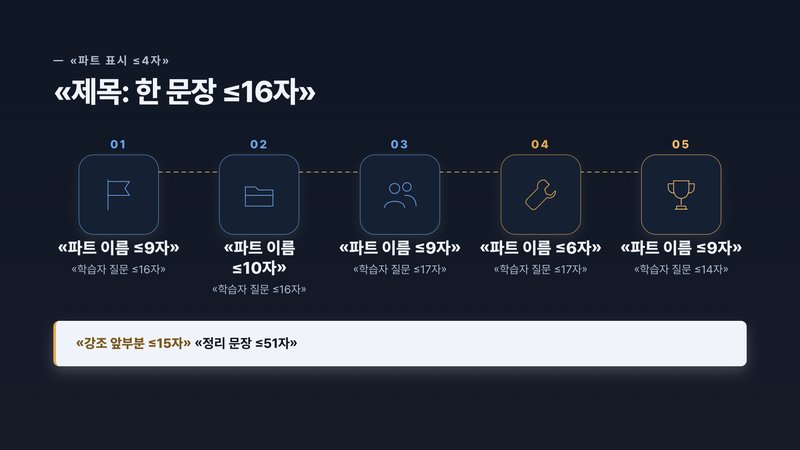 — «파트 표시 ≤4자»
«제목: 한 문장 ≤16자»
01
02
03
04
05
«파트 이름 ≤9자»
«학습자 질문 ≤16자»
«파트 이름
≤10자»
«학습자 질문 ≤16자»
«파트 이름 ≤9자»
«학습자 질문 ≤17자»
«파트 이름 ≤6자»
«학습자 질문 ≤17자»
«파트 이름 ≤9자»
«학습자 질문 ≤14자»
«강조 앞부분 ≤15자» «정리 문장 ≤51자»